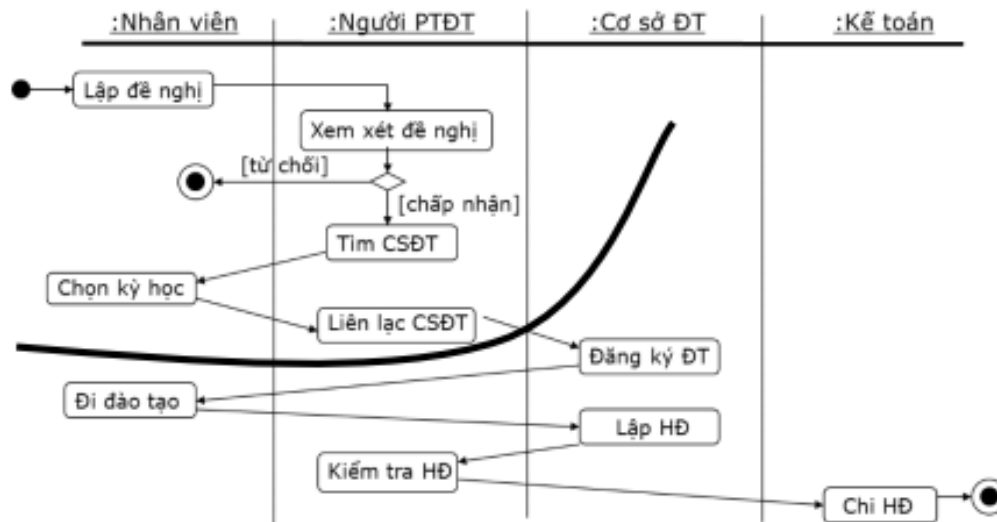 :Nhân viên
:Người PTĐT
:Cơ sở ĐT
:Kế toán
Lập đề nghị
Xem xét đề nghị
[từ chối]
[chấp nhận]
Tìm CSĐT
Chọn kỳ học
Liên lạc CSĐT
Đăng ký ĐT
Đi đào tạo
Lập HĐ
Kiểm tra HĐ
Chi HĐ